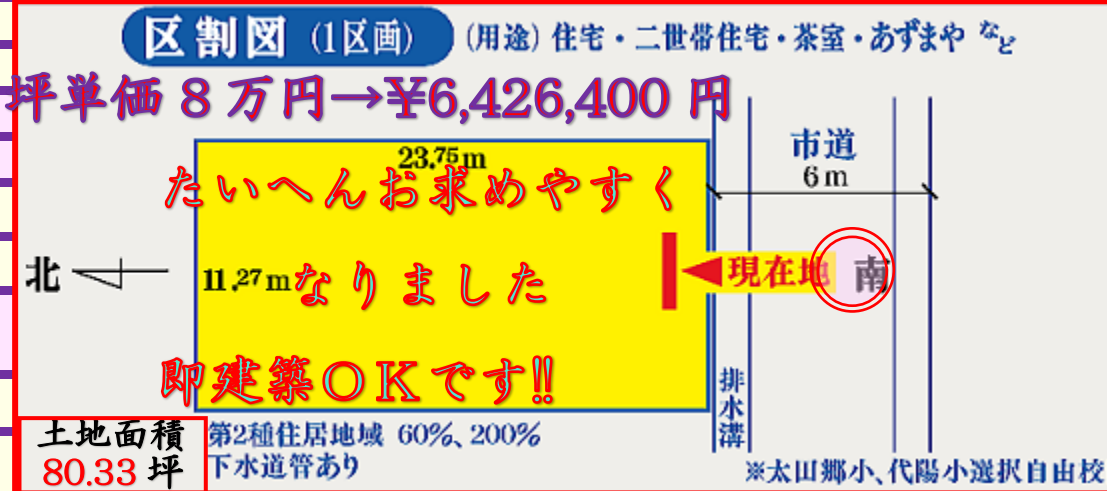 区割図 (1区画) (用途) 住宅・二世帯住宅・茶室・あずまや など
坪単価8万円→¥6,426,400円
市道
6m
23.75m
たいへんお求めやすく
北
11.27m
なりました
現在地
南
即建築OKです!!
排水溝
土地面積
80.33坪
第2種住居地域 60%、200%
下水道管あり
※太田郷小、代陽小選択自由校